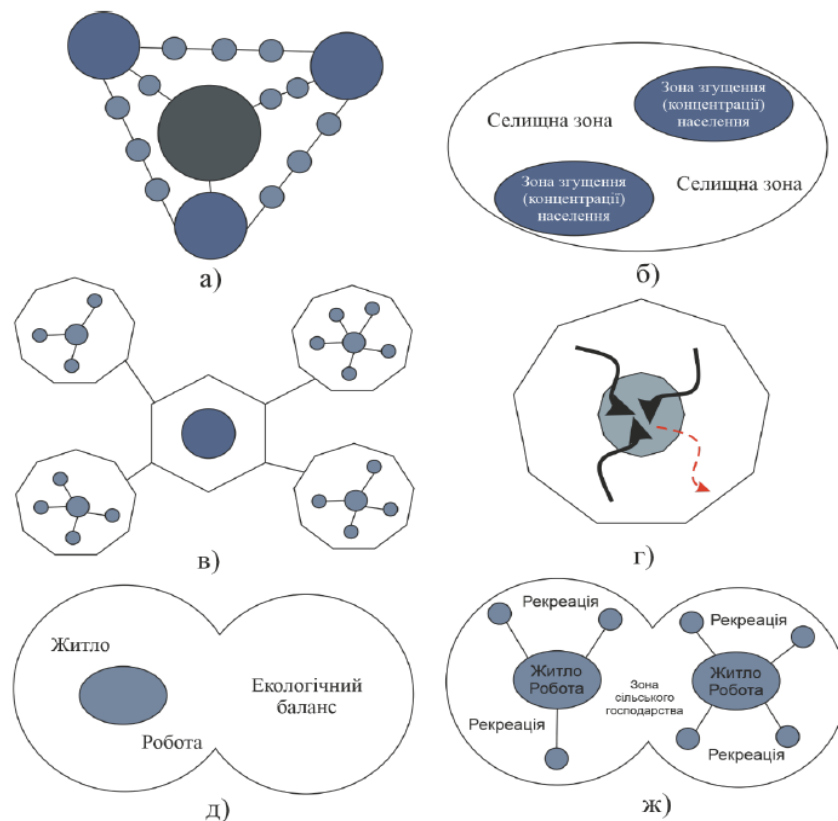 Зона згущення
(концентрації)
населення
Селищна зона
Зона згущення
(концентрації)
населення
Селищна зона
а)
б)
в)
г)
Житло
Робота
Екологічний
баланс
д)
Рекреація
Житло
Робота
Рекреація
Зона
сільського
господарства
Рекреація
Житло
Робота
Рекреація
ж)